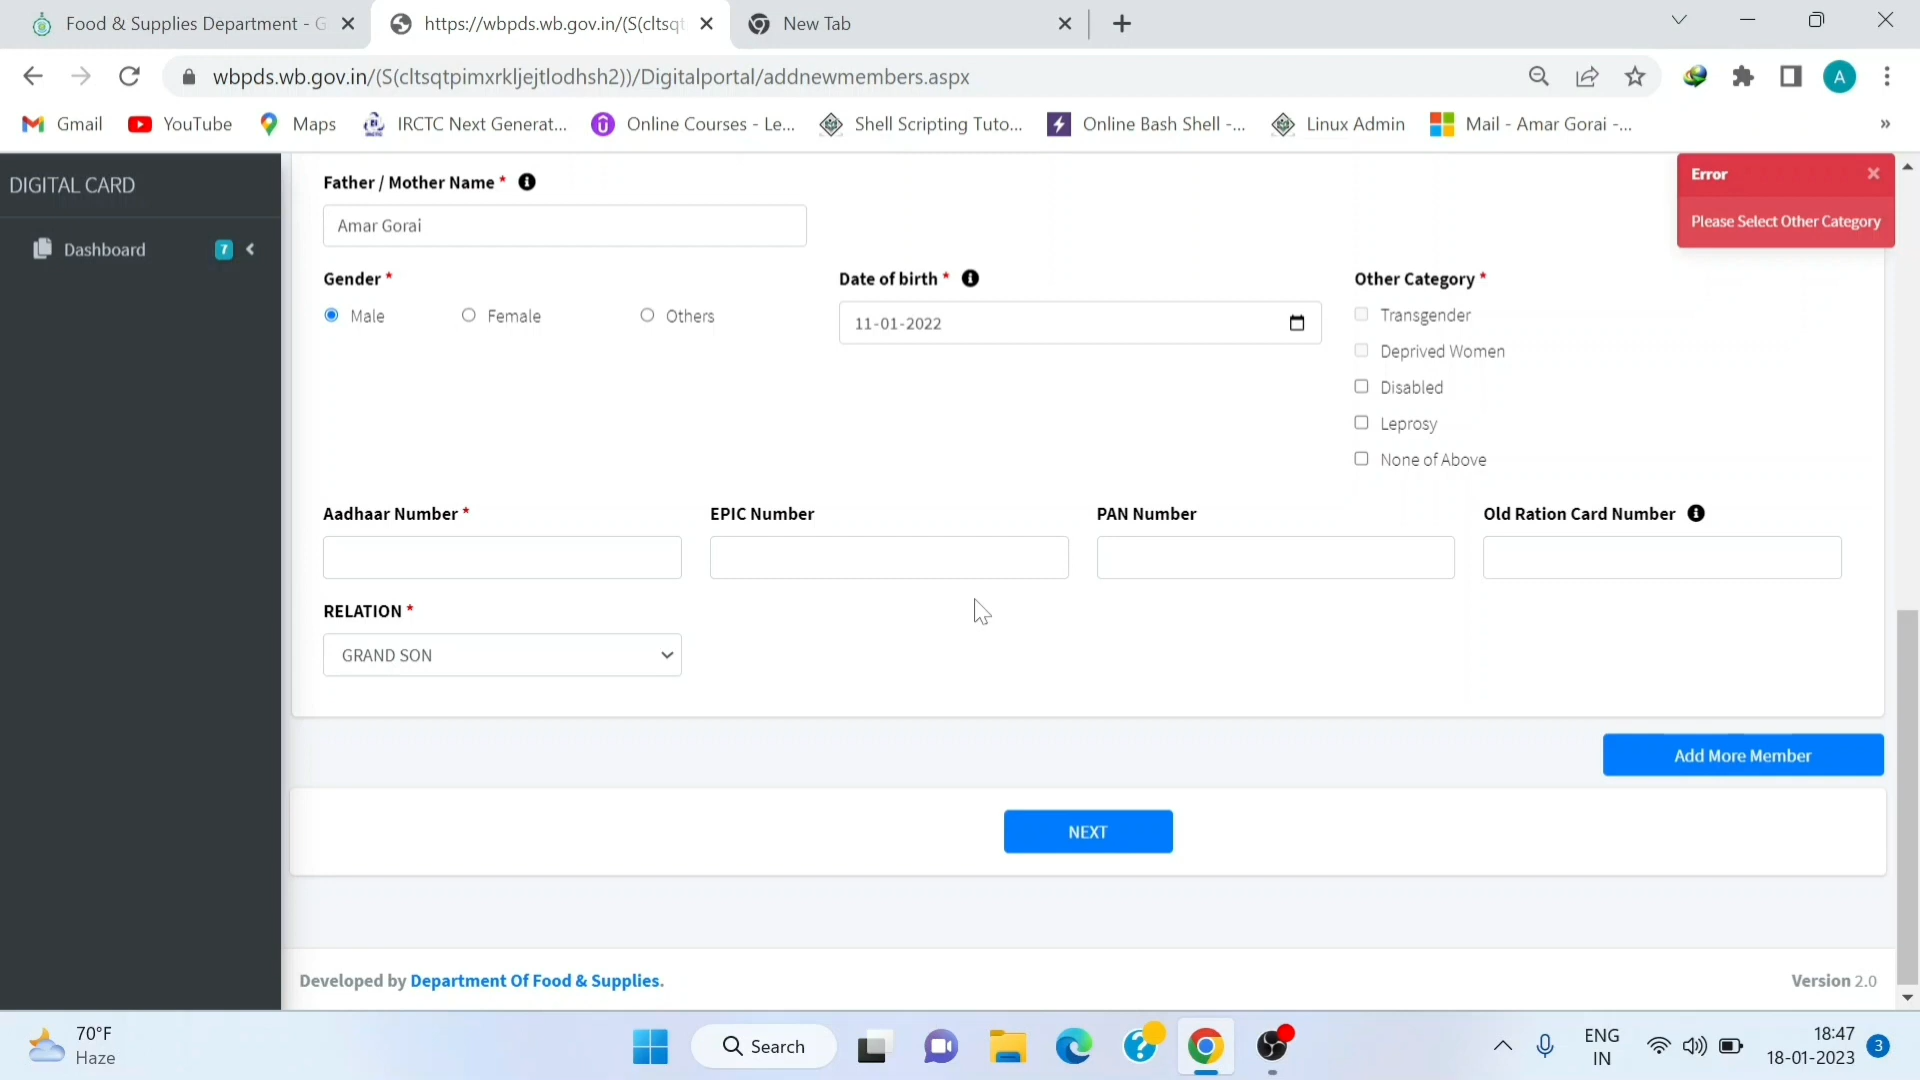 Food & Supplies Department - G
https://wbpds.wb.gov.in/(S(cltsqt
New Tab
wbpds.wb.gov.in/(S(cltsqtpimxrkljejtlodhsh2))/Digitalportal/addnewmembers.aspx
A
Gmail
YouTube
Maps
IRCTC Next Generat...
Online Courses - Le...
Shell Scripting Tuto...
Online Bash Shell -...
Linux Admin
Mail - Amar Gorai -...
»
DIGITAL CARD
Dashboard 7
Error
Please Select Other Category
Father / Mother Name *
Amar Gorai
Gender *
Male Female Others
Date of birth *
11-01-2022
Other Category *
Transgender
Deprived Women
Disabled
Leprosy
None of Above
Aadhaar Number *
EPIC Number
PAN Number
Old Ration Card Number
RELATION *
GRAND SON
Add More Member
NEXT
Developed by Department Of Food & Supplies.
Version 2.0
70°F
Haze
Search
ENG
IN
18:47
18-01-2023
3